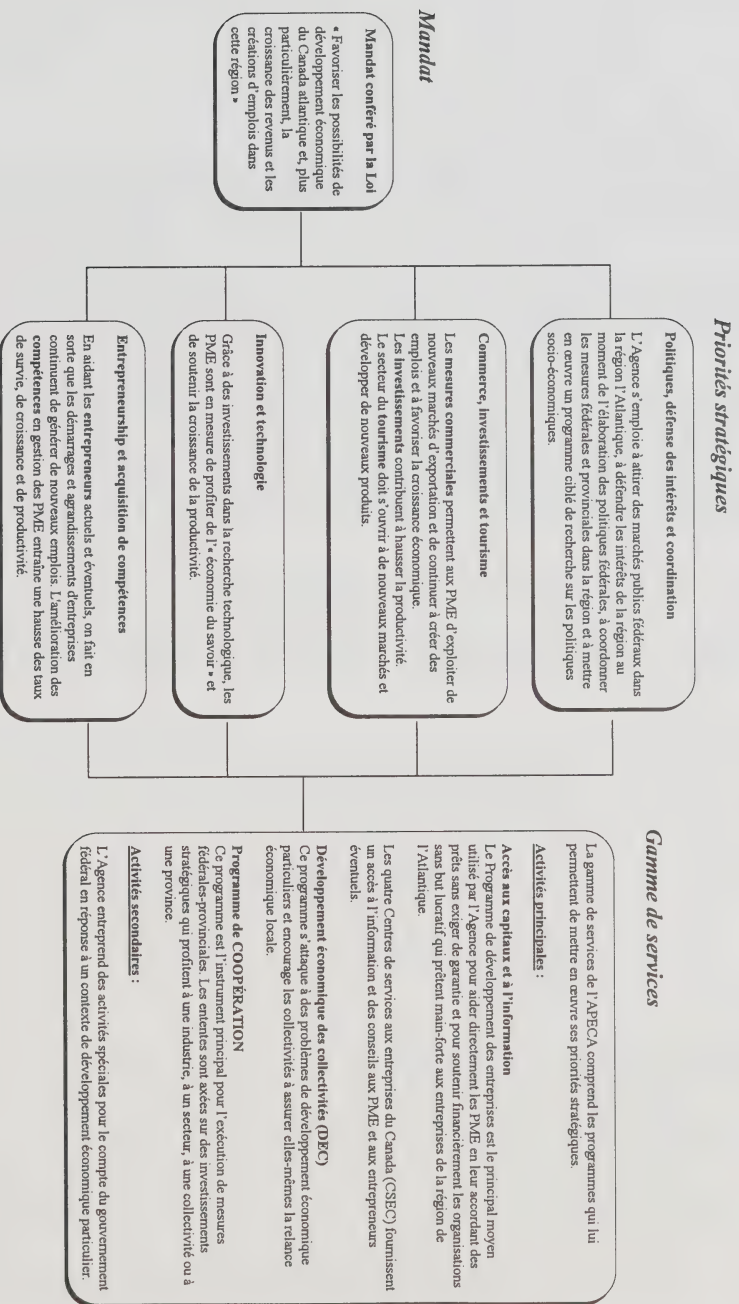 Mandat
Mandat conféré par la Loi
« Favoriser les possibilités de
développement économique
du Canada atlantique et, plus
particulièrement, la
croissance des revenus et les
créations d'emplois dans
cette région »
Priorités stratégiques
Politiques, défense des intérêts et coordination
L'Agence s'emploie à attirer des marchés publics fédéraux dans
la région l'Atlantique, à défendre les intérêts de la région au
moment de l'élaboration des politiques fédérales, à coordonner
les mesures fédérales et provinciales dans la région et à mettre
en œuvre un programme ciblé de recherche sur les politiques
socio-économiques.
Commerce, investissements et tourisme
Les mesures commerciales permettent aux PME d'exploiter de
nouveaux marchés d'exportation et de continuer à créer des
emplois et à favoriser la croissance économique.
Les investissements contribuent à hausser la productivité.
Le secteur du tourisme doit s'ouvrir à de nouveaux marchés et
développer de nouveaux produits.
Innovation et technologie
Grâce à des investissements dans la recherche technologique, les
PME sont en mesure de profiter de l'« économie du savoir » et
de soutenir la croissance de la productivité.
Entrepreneurship et acquisition de compétences
En aidant les entrepreneurs actuels et éventuels, on fait en
sorte que les démarrages et agrandissements d'entreprises
continuent de générer de nouveaux emplois. L'amélioration des
compétences en gestion des PME entraîne une hausse des taux
de survie, de croissance et de productivité.
Gamme de services
La gamme de services de l'APECA comprend les programmes qui lui
permettent de mettre en œuvre ses priorités stratégiques.
Activités principales :
Accès aux capitaux et à l'information
Le Programme de développement des entreprises est le principal moyen
utilisé par l'Agence pour aider directement les PME en leur accordant des
prêts sans exiger de garantie et pour soutenir financièrement les organisations
sans but lucratif qui prêtent main-forte aux entreprises de la région de
l'Atlantique.
Les quatre Centres de services aux entreprises du Canada (CSEC) fournissent
un accès à l'information et des conseils aux PME et aux entrepreneurs
éventuels.
Développement économique des collectivités (DEC)
Ce programme s'attaque à des problèmes de développement économique
particuliers et encourage les collectivités à assurer elles-mêmes la relance
économique locale.
Programme de COOPÉRATION
Ce programme est l'instrument principal pour l'exécution de mesures
fédérales-provinciales. Les ententes sont axées sur des investissements
stratégiques qui profitent à une industrie, à un secteur, à une collectivité ou à
une province.
Activités secondaires :
L'Agence entreprend des activités spéciales pour le compte du gouvernement
fédéral en réponse à un contexte de développement économique particulier.